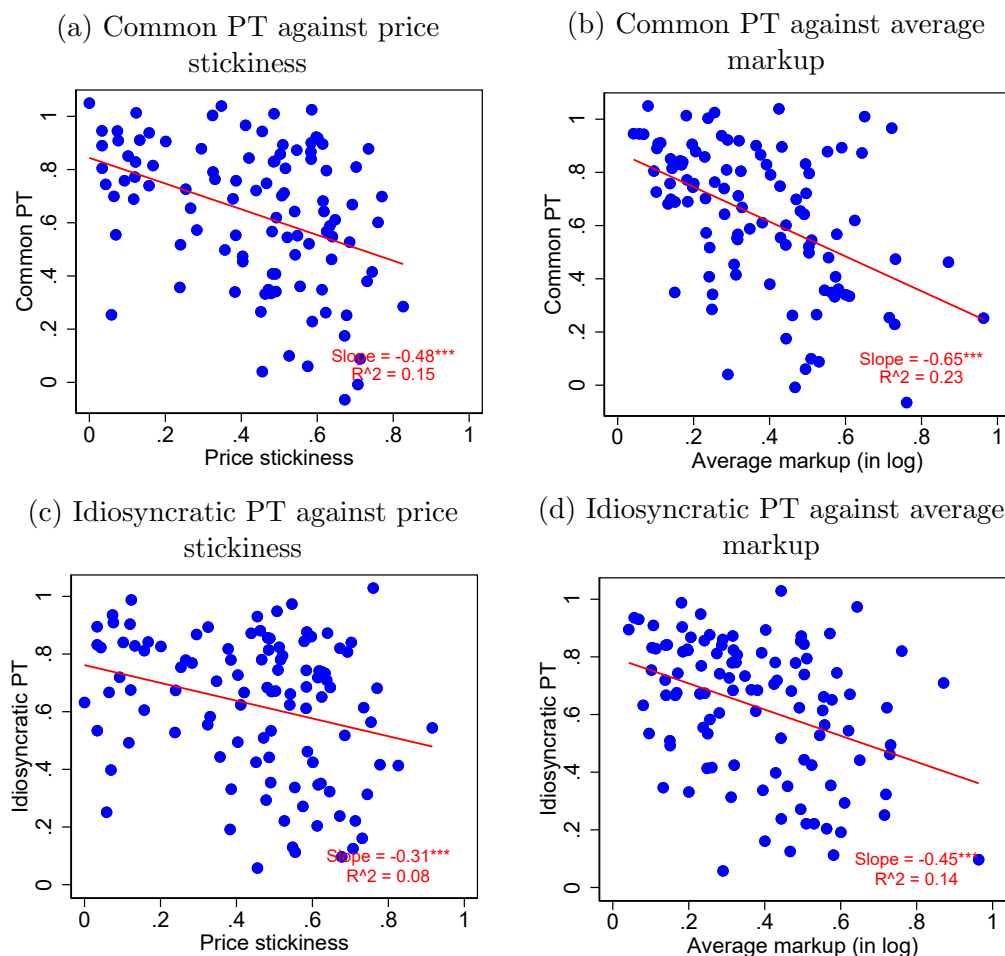 (a) Common PT against price
stickiness
Common PT
1
.8
.6
.4
.2
0
Slope = -0.48***
R^2 = 0.15
0 .2 .4 .6 .8 1
Price stickiness
(b) Common PT against average
markup
Common PT
1
.8
.6
.4
.2
0
Slope = -0.65***
R^2 = 0.23
0 .2 .4 .6 .8 1
Average markup (in log)
(c) Idiosyncratic PT against price
stickiness
Idiosyncratic PT
1
.8
.6
.4
.2
0
Slope = -0.31***
R^2 = 0.08
0 .2 .4 .6 .8 1
Price stickiness
(d) Idiosyncratic PT against average
markup
Idiosyncratic PT
1
.8
.6
.4
.2
0
Slope = -0.45***
R^2 = 0.14
0 .2 .4 .6 .8 1
Average markup (in log)